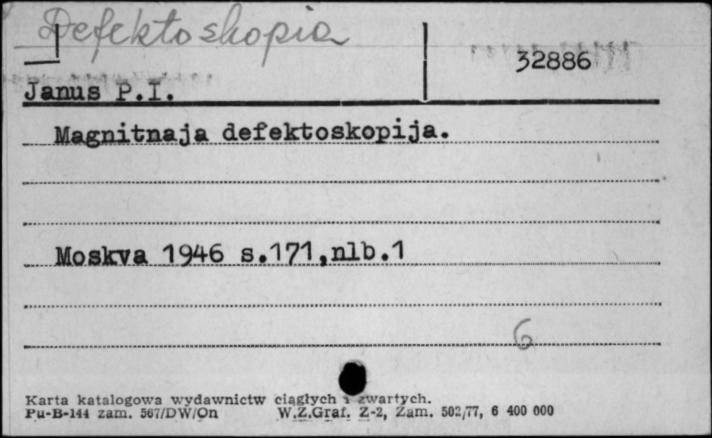 Defektoskopia
32886
Janus P.I.
Magnitnaja defektoskopija.
Moskva 1946 s.171,nlb.1
6
Karta katalogowa wydawnictw ciągłych i zwartych.
Pu-B-144 zam. 567/DW/On W.Z.Graf. Z-2, Zam. 502/77, 6 400 000